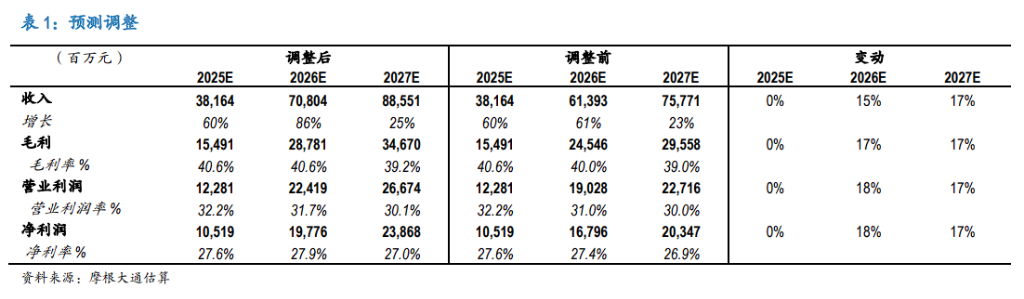 表 1：预测调整
（百万元） 调整后 调整前 变动
2025E 2026E 2027E 2025E 2026E 2027E 2025E 2026E 2027E
收入 38,164 70,804 88,551 38,164 61,393 75,771 0% 15% 17%
增长 60% 86% 25% 60% 61% 23%
毛利 15,491 28,781 34,670 15,491 24,546 29,558 0% 17% 17%
毛利率% 40.6% 40.6% 39.2% 40.6% 40.0% 39.0%
营业利润 12,281 22,419 26,674 12,281 19,028 22,716 0% 18% 17%
营业利润率% 32.2% 31.7% 30.1% 32.2% 31.0% 30.0%
净利润 10,519 19,776 23,868 10,519 16,796 20,347 0% 18% 17%
净利率% 27.6% 27.9% 27.0% 27.6% 27.4% 26.9%
资料来源：摩根大通估算